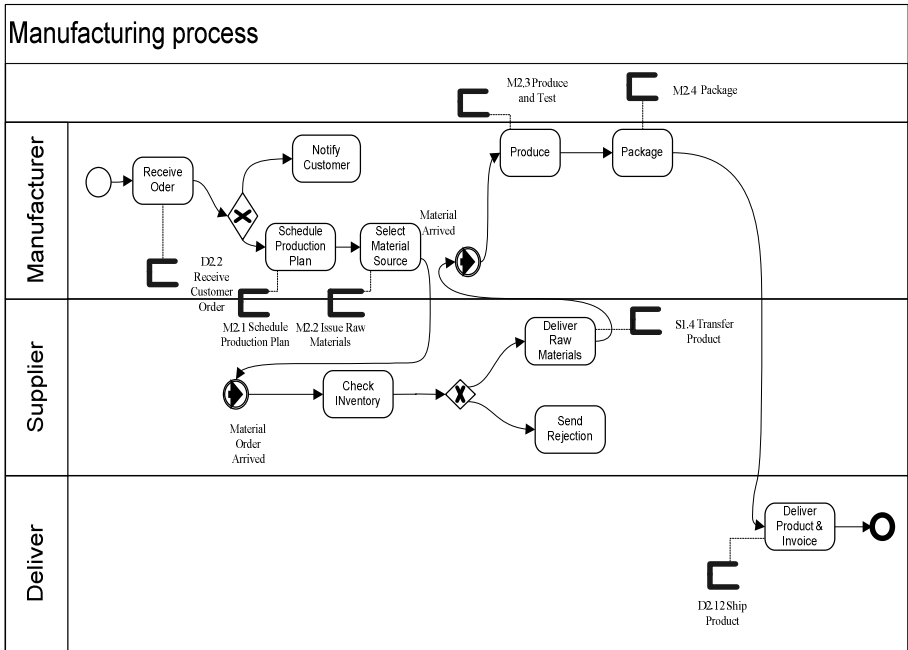 Manufacturing process
M2.3 Produce
and Test
M2.4 Package
Manufacturer
Notify
Customer
Receive
Oder
Produce
Package
Schedule
Production
Plan
Select
Material
Source
Material
Arrived
D2.2
Receive
Customer
Order
M2.1 Schedule
Production Plan
M2.2 Issue Raw
Materials
Supplier
Deliver
Raw
Materials
S1.4 Transfer
Product
Check
INventory
Material
Order
Arrived
Send
Rejection
Deliver
Deliver
Product &
Invoice
D2.12 Ship
Product